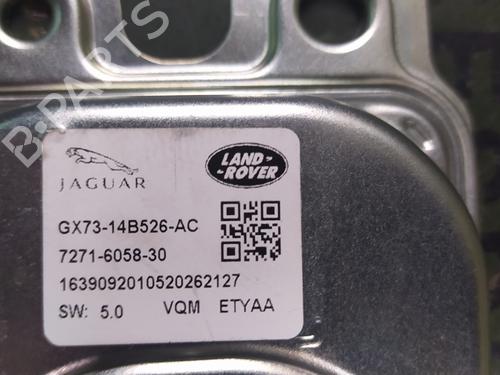 B-PARTS
JAGUAR
LAND-
-ROVER
GX73-14B526-AC
7271-6058-30
1639092010520262127
SW: 5.0 VQM ETYAA